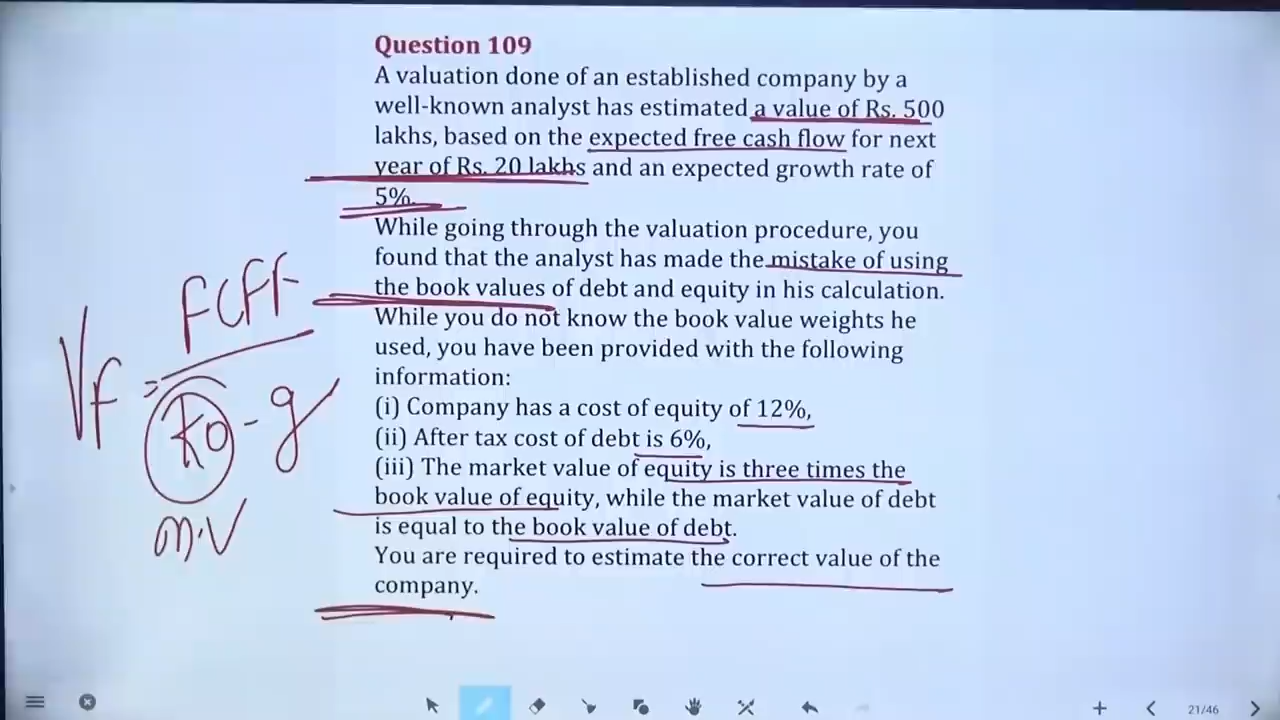 Question 109
A valuation done of an established company by a
well-known analyst has estimated a value of Rs. 500
lakhs, based on the expected free cash flow for next
year of Rs. 20 lakhs and an expected growth rate of
5%.
While going through the valuation procedure, you
found that the analyst has made the mistake of using
the book values of debt and equity in his calculation.
While you do not know the book value weights he
used, you have been provided with the following
information:
(i) Company has a cost of equity of 12%,
(ii) After tax cost of debt is 6%,
(iii) The market value of equity is three times the
book value of equity, while the market value of debt
is equal to the book value of debt.
You are required to estimate the correct value of the
company.
Vf = FCFF
Ko - g
M.V
21/46